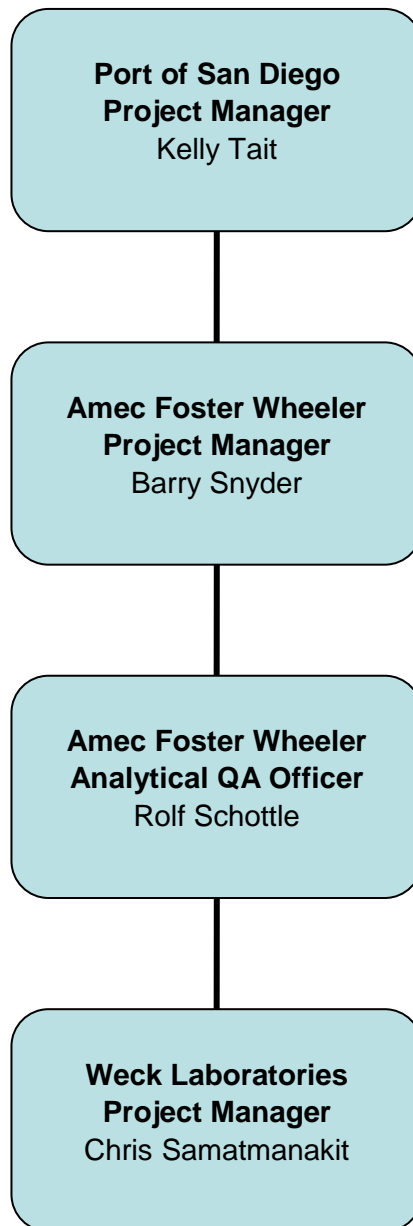 Port of San Diego
Project Manager
Kelly Tait
Amec Foster Wheeler
Project Manager
Barry Snyder
Amec Foster Wheeler
Analytical QA Officer
Rolf Schottle
Weck Laboratories
Project Manager
Chris Samatmanakit